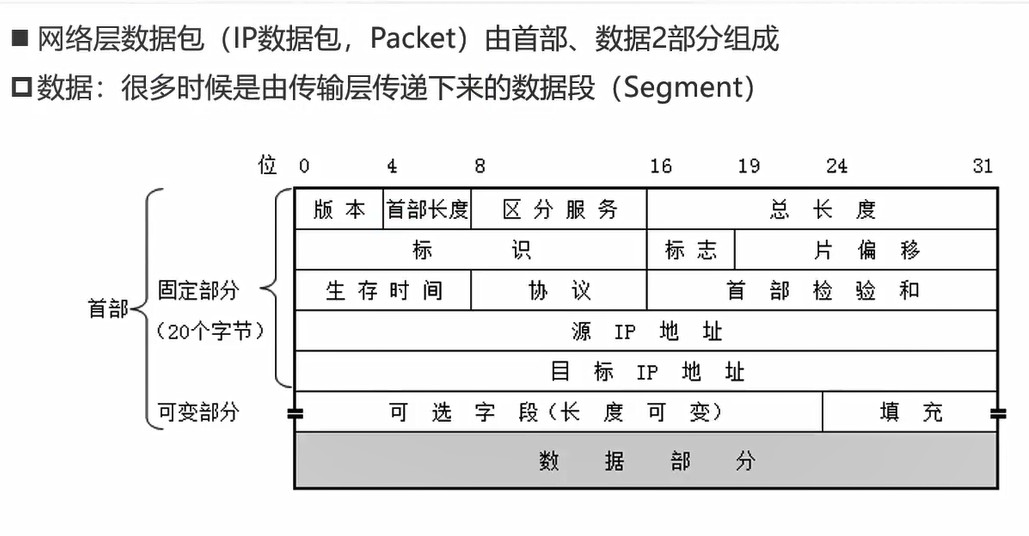 ■ 网络层数据包（IP数据包，Packet）由首部、数据2部分组成
数据：很多时候是由传输层传递下来的数据段（Segment）
位 0 4 8 16 19 24 31
版本 首部长度 区分服务 总长度
标识 标志 片偏移
生存时间 协议 首部检验和
首部 固定部分
（20个字节）
源 IP 地址
目标 IP 地址
可变部分 可选字段(长度可变) 填充
数据部分